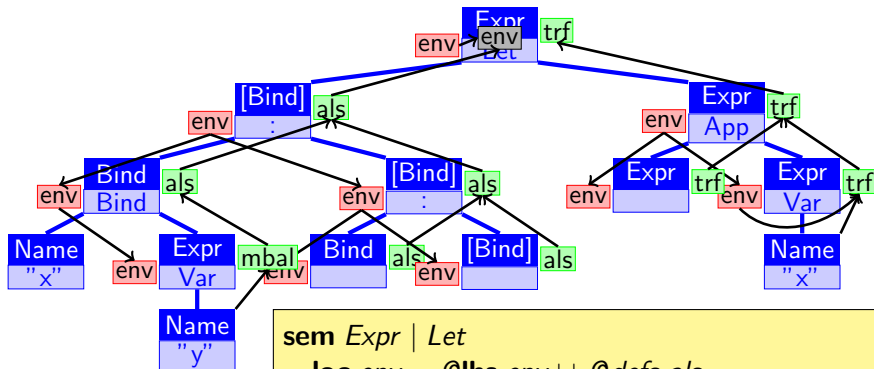 Expr
env
env
trf
Let
[Bind]
als
env
:
Expr
trf
env
App
Bind
als
env
Bind
[Bind]
als
env
:
Expr
trf
env
Expr
trf
env
Var
Name
"x"
Expr
mbal
env
Var
Bind
als
env
[Bind]
als
env
Name
"x"
Name
"y"
sem Expr | Let